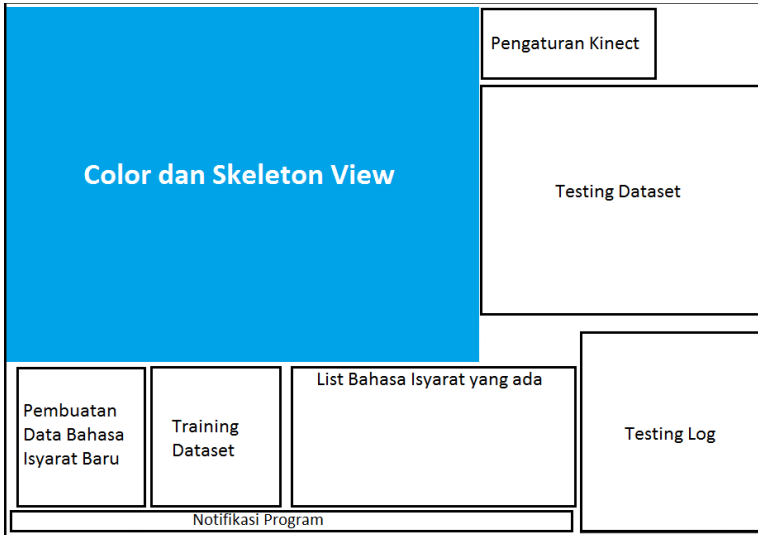 Pengaturan Kinect
Color dan Skeleton View
Testing Dataset
List Bahasa Isyarat yang ada
Pembuatan
Data Bahasa
Isyarat Baru
Training
Dataset
Testing Log
Notifikasi Program